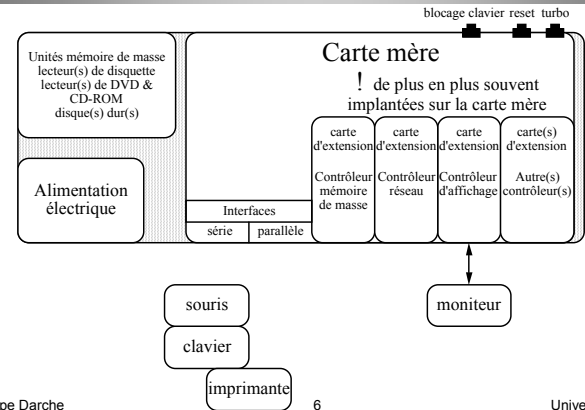 blocage clavier reset turbo
Unités mémoire de masse
lecteur(s) de disquette
lecteur(s) de DVD &
CD-ROM
disque(s) dur(s)
Alimentation
électrique
Carte mère
! de plus en plus souvent
implantées sur la carte mère
carte
d'extension
Contrôleur
mémoire
de masse
carte
d'extension
Contrôleur
réseau
carte
d'extension
Contrôleur
d'affichage
carte(s)
d'extension
Autre(s)
contrôleur(s)
Interfaces
série parallèle
souris
clavier
imprimante
moniteur
pe Darche 6 Unive